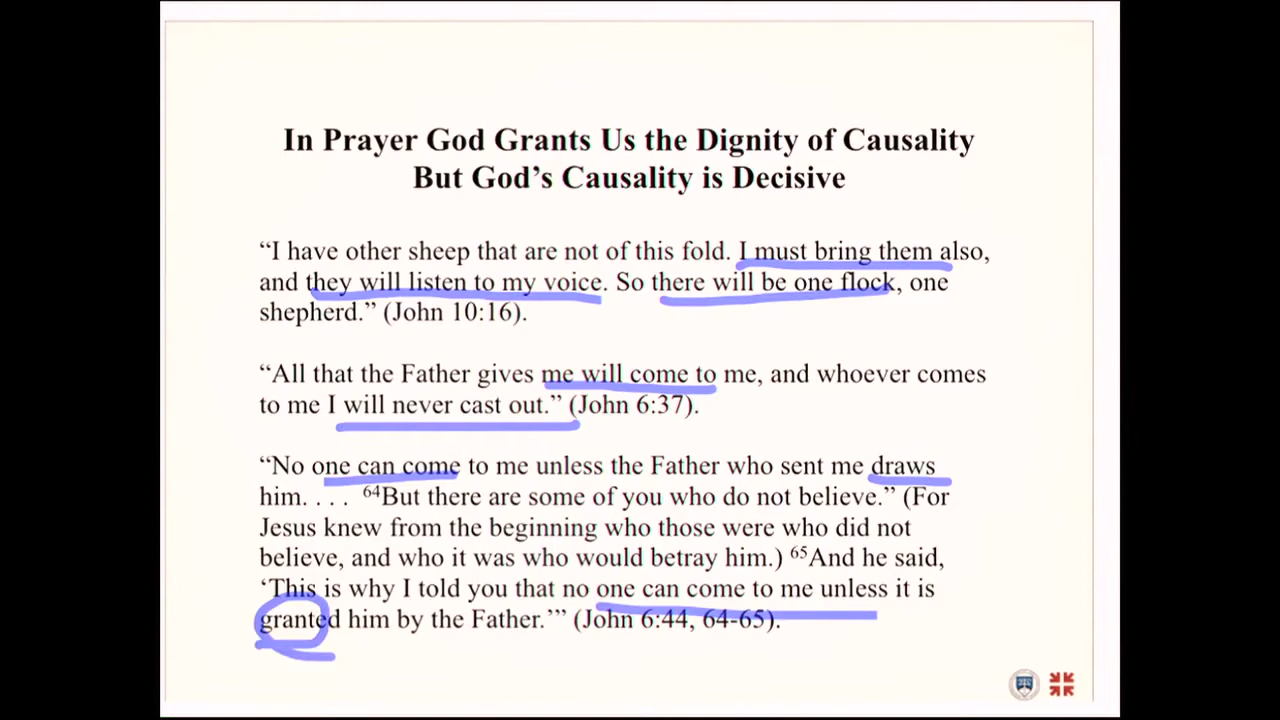 In Prayer God Grants Us the Dignity of Causality
But God’s Causality is Decisive
“I have other sheep that are not of this fold. I must bring them also,
and they will listen to my voice. So there will be one flock, one
shepherd.” (John 10:16).
“All that the Father gives me will come to me, and whoever comes
to me I will never cast out.” (John 6:37).
“No one can come to me unless the Father who sent me draws
him. . . . ⁶⁴But there are some of you who do not believe.” (For
Jesus knew from the beginning who those were who did not
believe, and who it was who would betray him.) ⁶⁵And he said,
‘This is why I told you that no one can come to me unless it is
granted him by the Father.’” (John 6:44, 64-65).